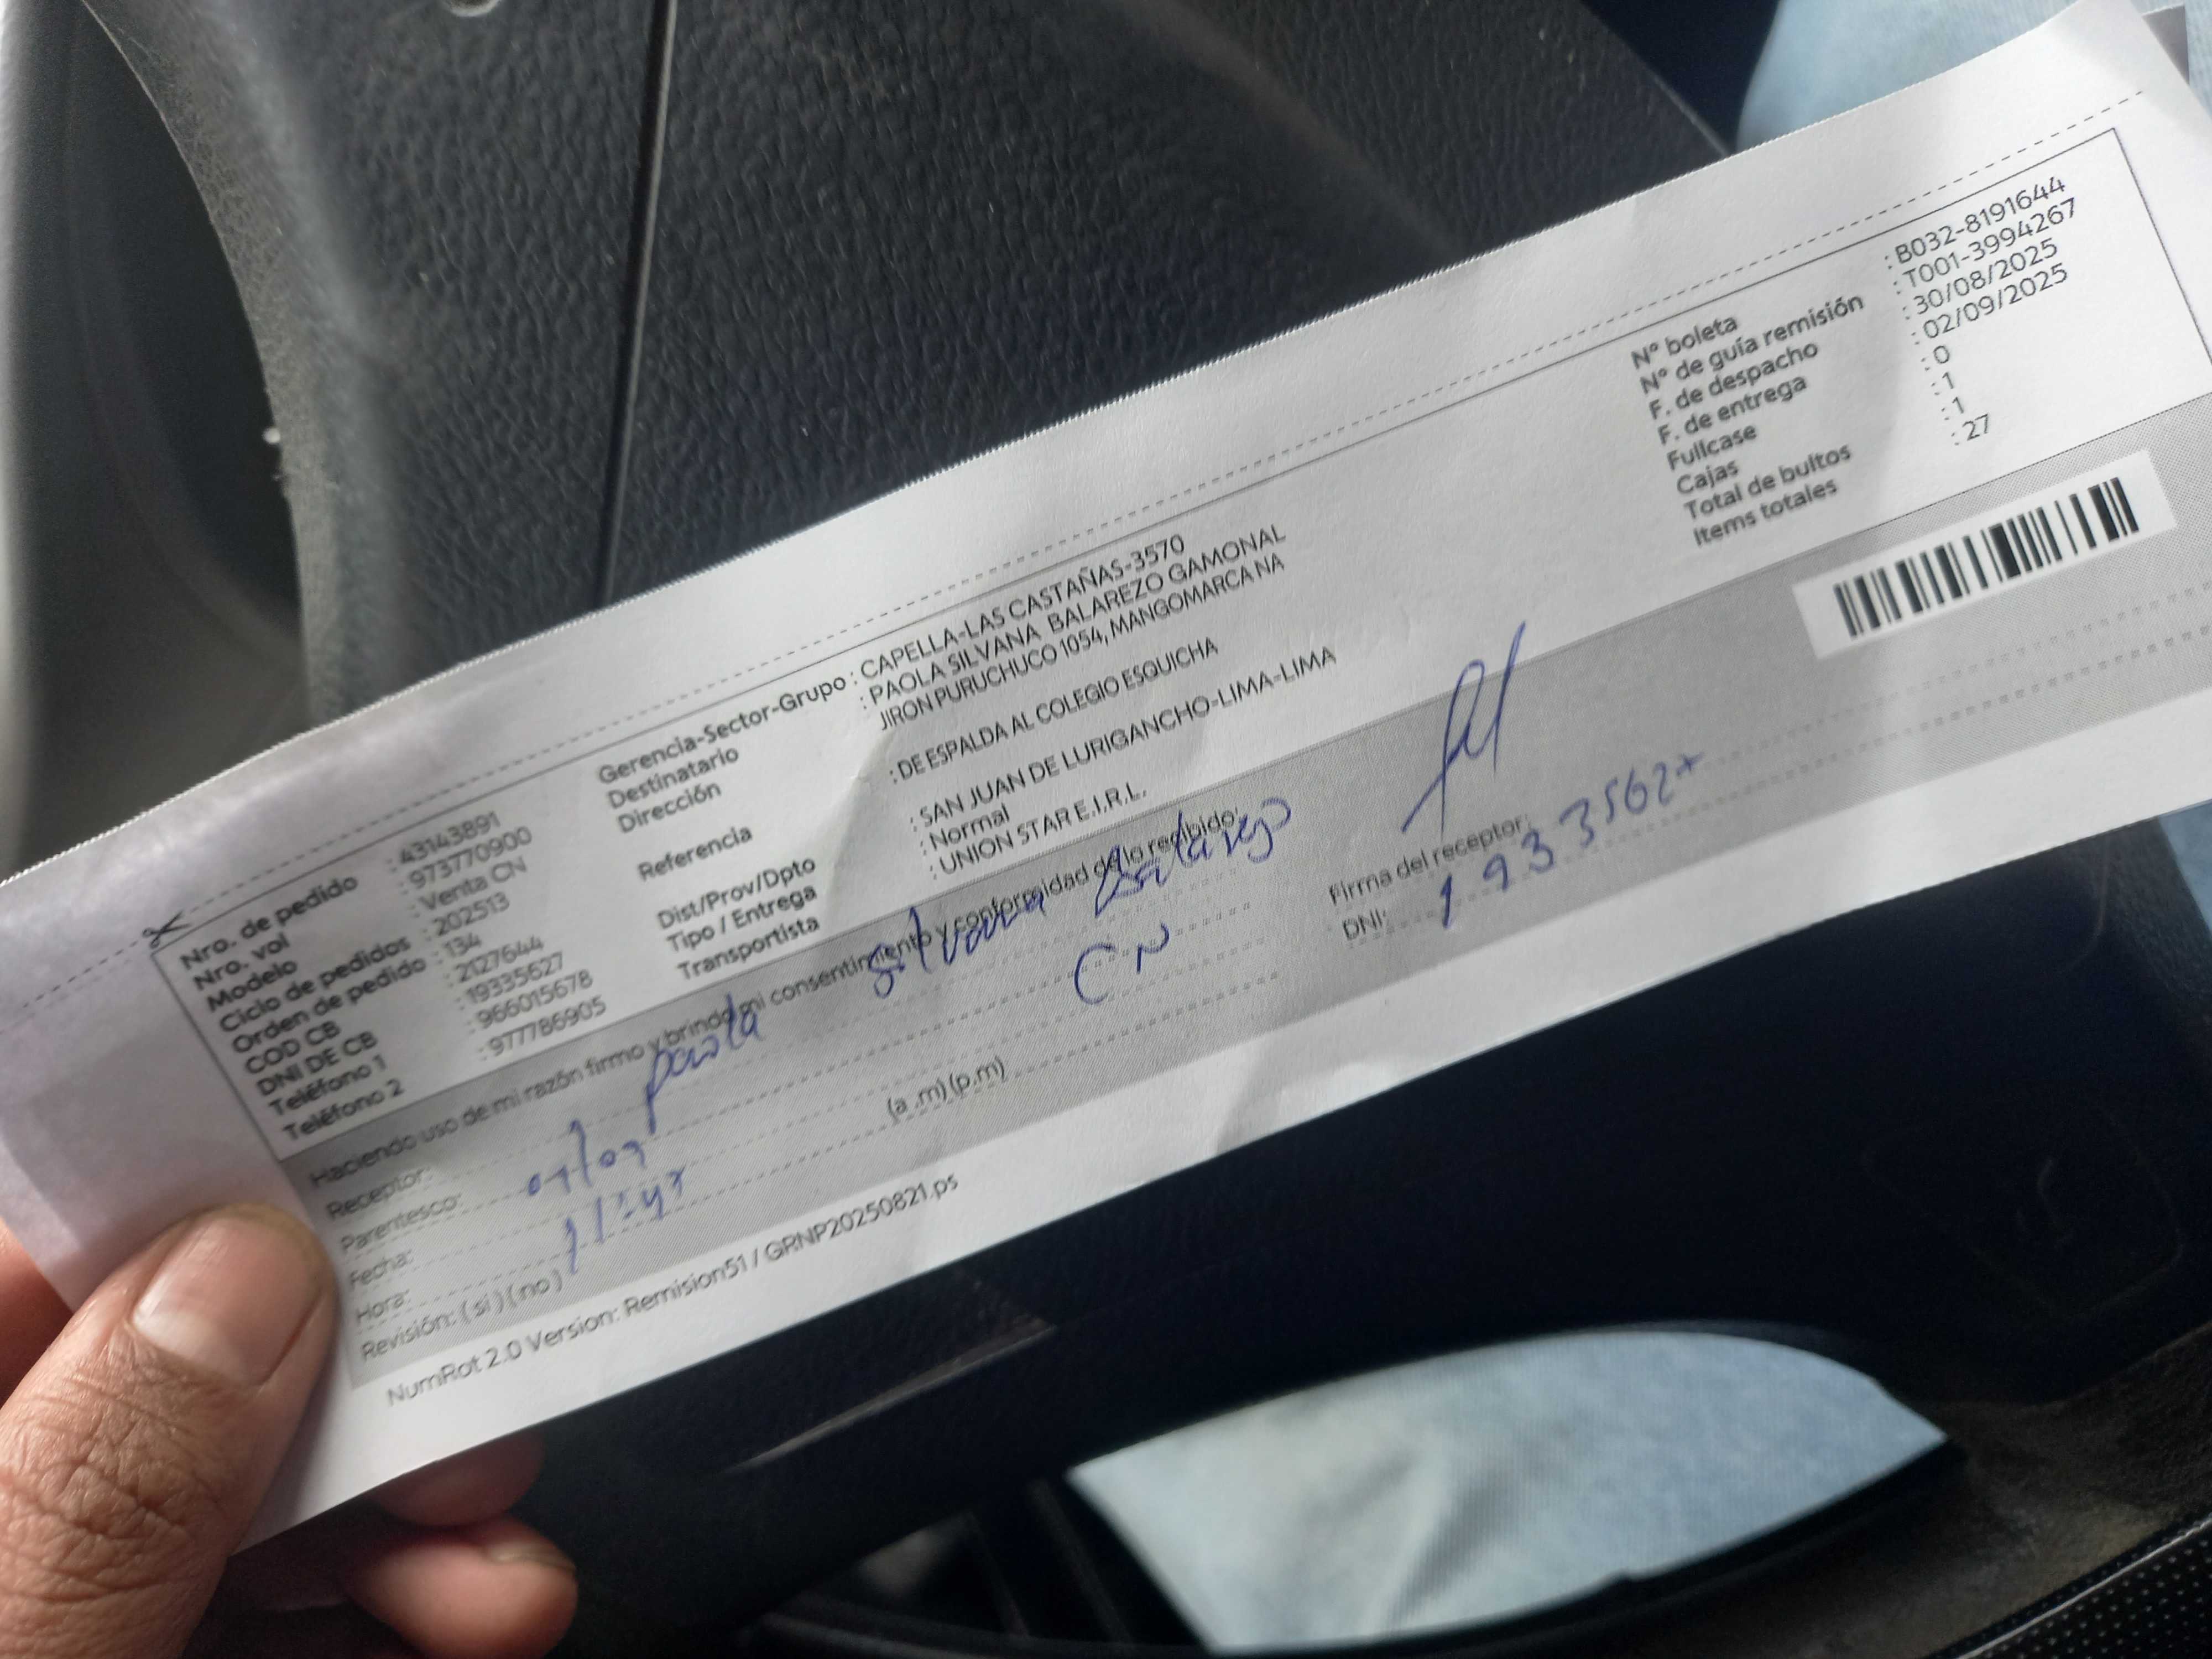 Nro. de pedido : 43143891
Nro. vol : 973770900
Modelo : Venta CN
Ciclo de pedidos : 202513
Orden de pedido : 134
COD CB : 2127644
DNI DE CB : 19335627
Teléfono 1 : 966015678
Teléfono 2 : 977786905
Gerencia-Sector-Grupo : CAPELLA-LAS CASTAÑAS-3570
Destinatario : PAOLA SILVANA BALAREZO GAMONAL
Dirección JIRON PURUCHUCO 1054, MANGOMARCA NA
Referencia : DE ESPALDA AL COLEGIO ESQUICHA
Dist/Prov/Dpto : SAN JUAN DE LURIGANCHO-LIMA-LIMA
Tipo / Entrega : Normal
Transportista : UNION STAR E.I.R.L.
N° boleta : B032-8191644
N° de guía remisión : T001-3994267
F. de despacho : 30/08/2025
F. de entrega : 02/09/2025
Fullcase : 0
Cajas : 1
Total de bultos : 1
Items totales : 27
Haciendo uso de mi razón firmo y brindo mi consentimiento y conformidad de lo recibido:
Receptor: paola silvana Balarezo
Parentesco: CN
Fecha:
Hora: (a .m) (p.m)
Revisión: ( si ) ( no )
Firma del receptor:
DNI: 19335627
NumRot 2.0 Version: Remision51 / GRNP20250821.ps